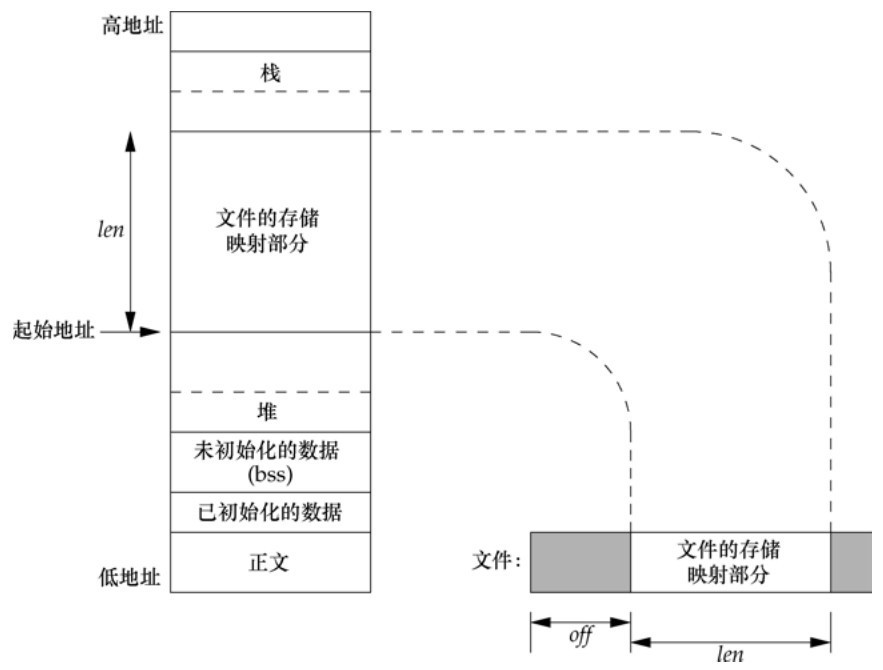 高地址
栈
len
文件的存储
映射部分
起始地址
堆
未初始化的数据
(bss)
已初始化的数据
正文
低地址
文件：
文件的存储
映射部分
off
len